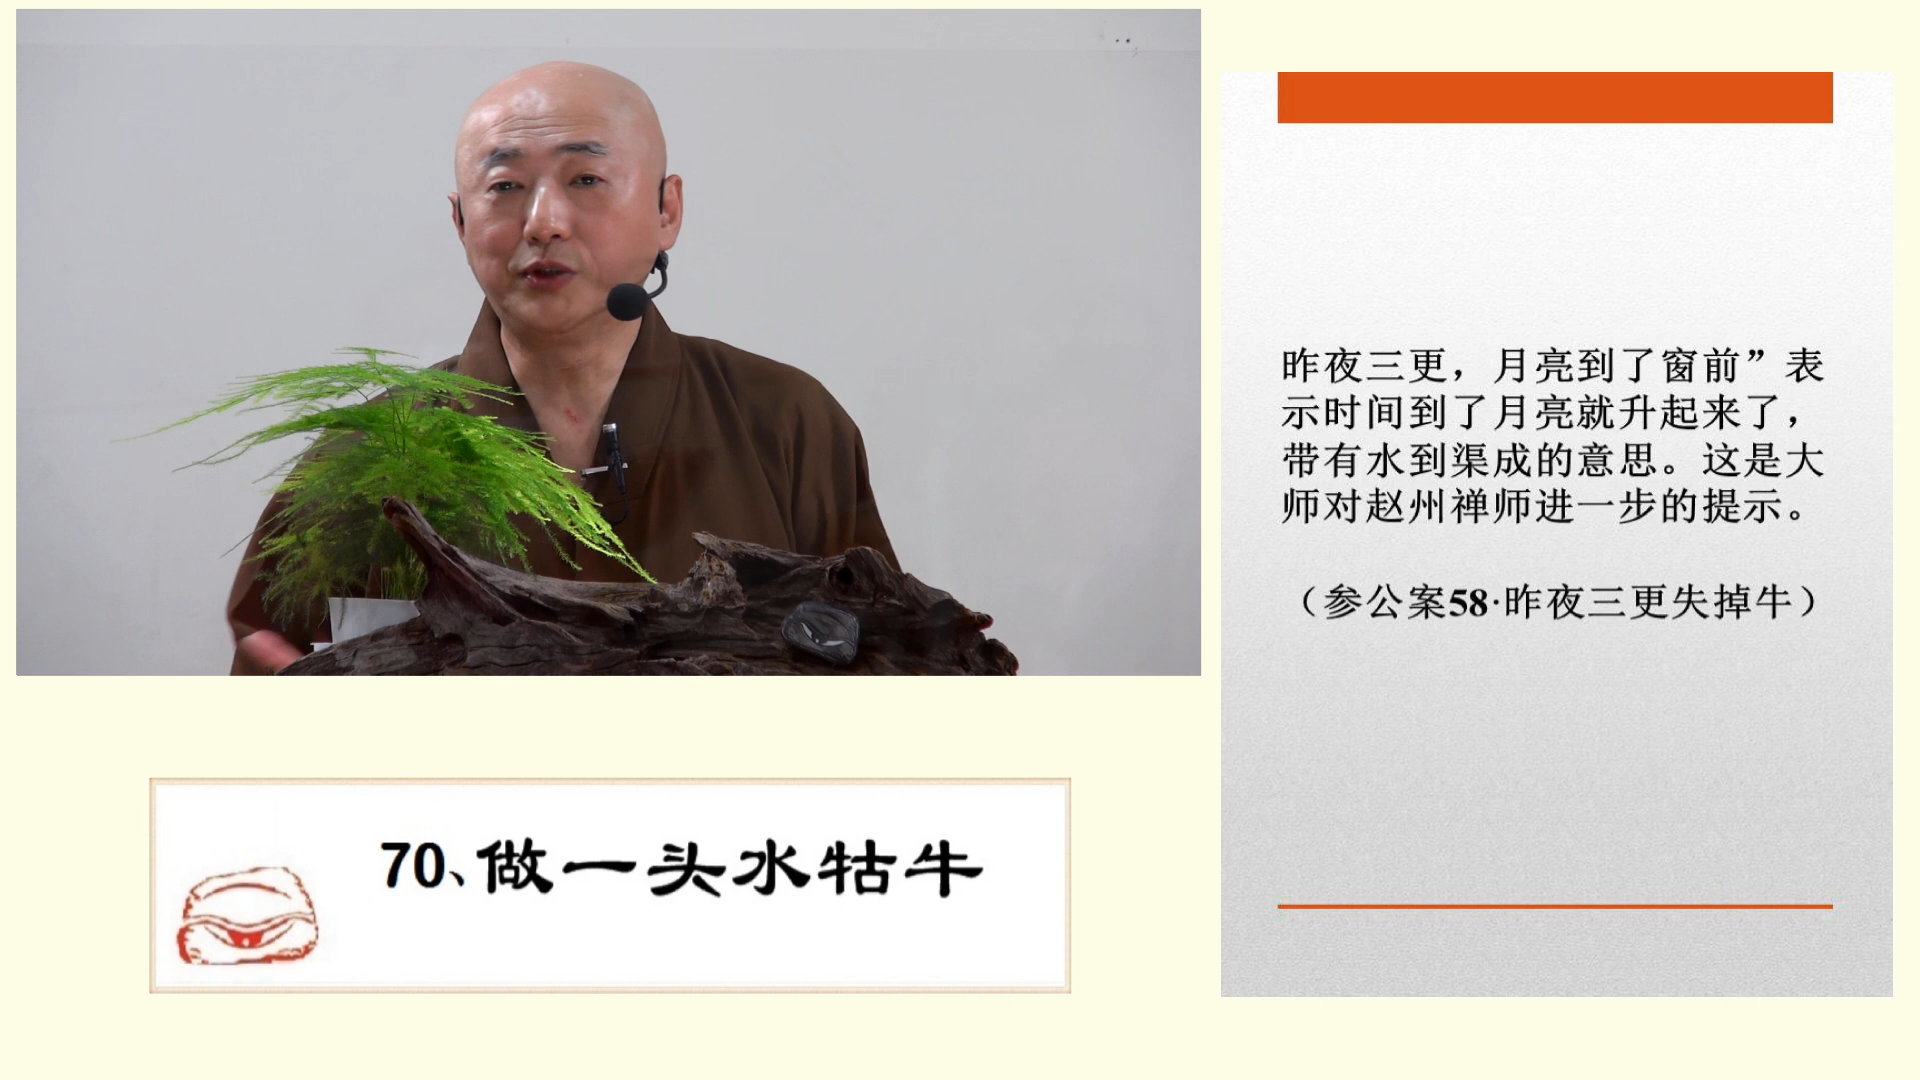 昨夜三更，月亮到了窗前”表
示时间到了月亮就升起来了，
带有水到渠成的意思。这是大
师对赵州禅师进一步的提示。
（参公案58·昨夜三更失掉牛）
70、做一头水牯牛